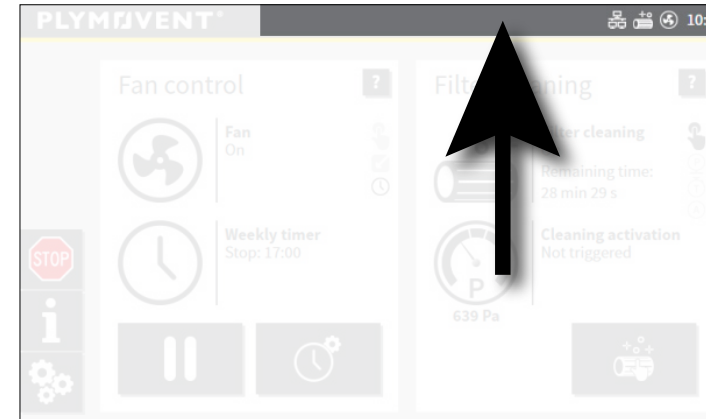 PLYMOVENT®
10:
Fan control
?
Fan
On
Weekly timer
Stop: 17:00
STOP
i
Filter cleaning
Remaining time:
28 min 29 s
Cleaning activation
Not triggered
P
639 Pa
?